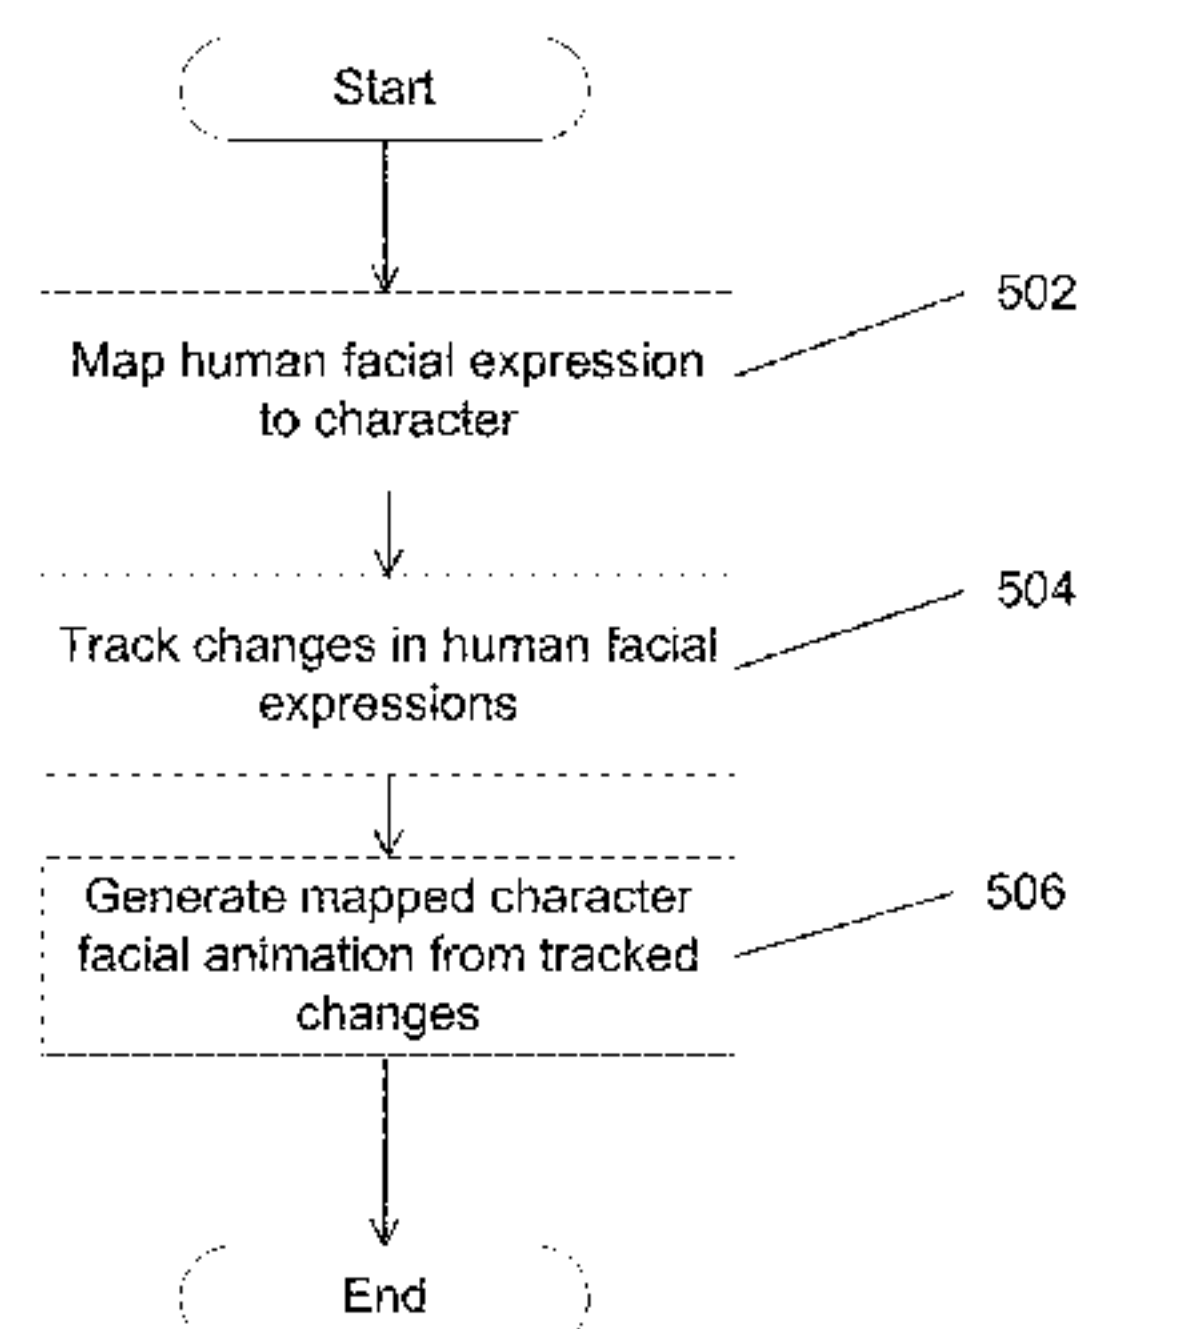 Start
502
Map human facial expression
to character
504
Track changes in human facial
expressions
506
Generate mapped character
facial animation from tracked
changes
End